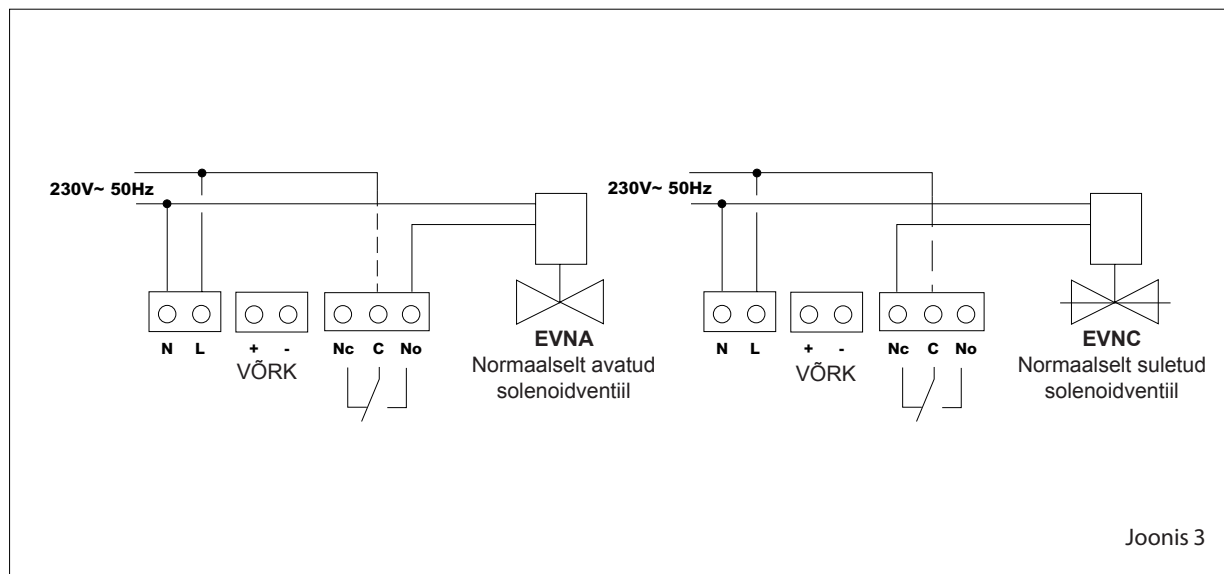 230V~ 50Hz
N L + - Nc C No
VÕRK
EVNA
Normaalselt avatud
solenoidventiil
230V~ 50Hz
N L + - Nc C No
VÕRK
EVNC
Normaalselt suletud
solenoidventiil
Joonis 3